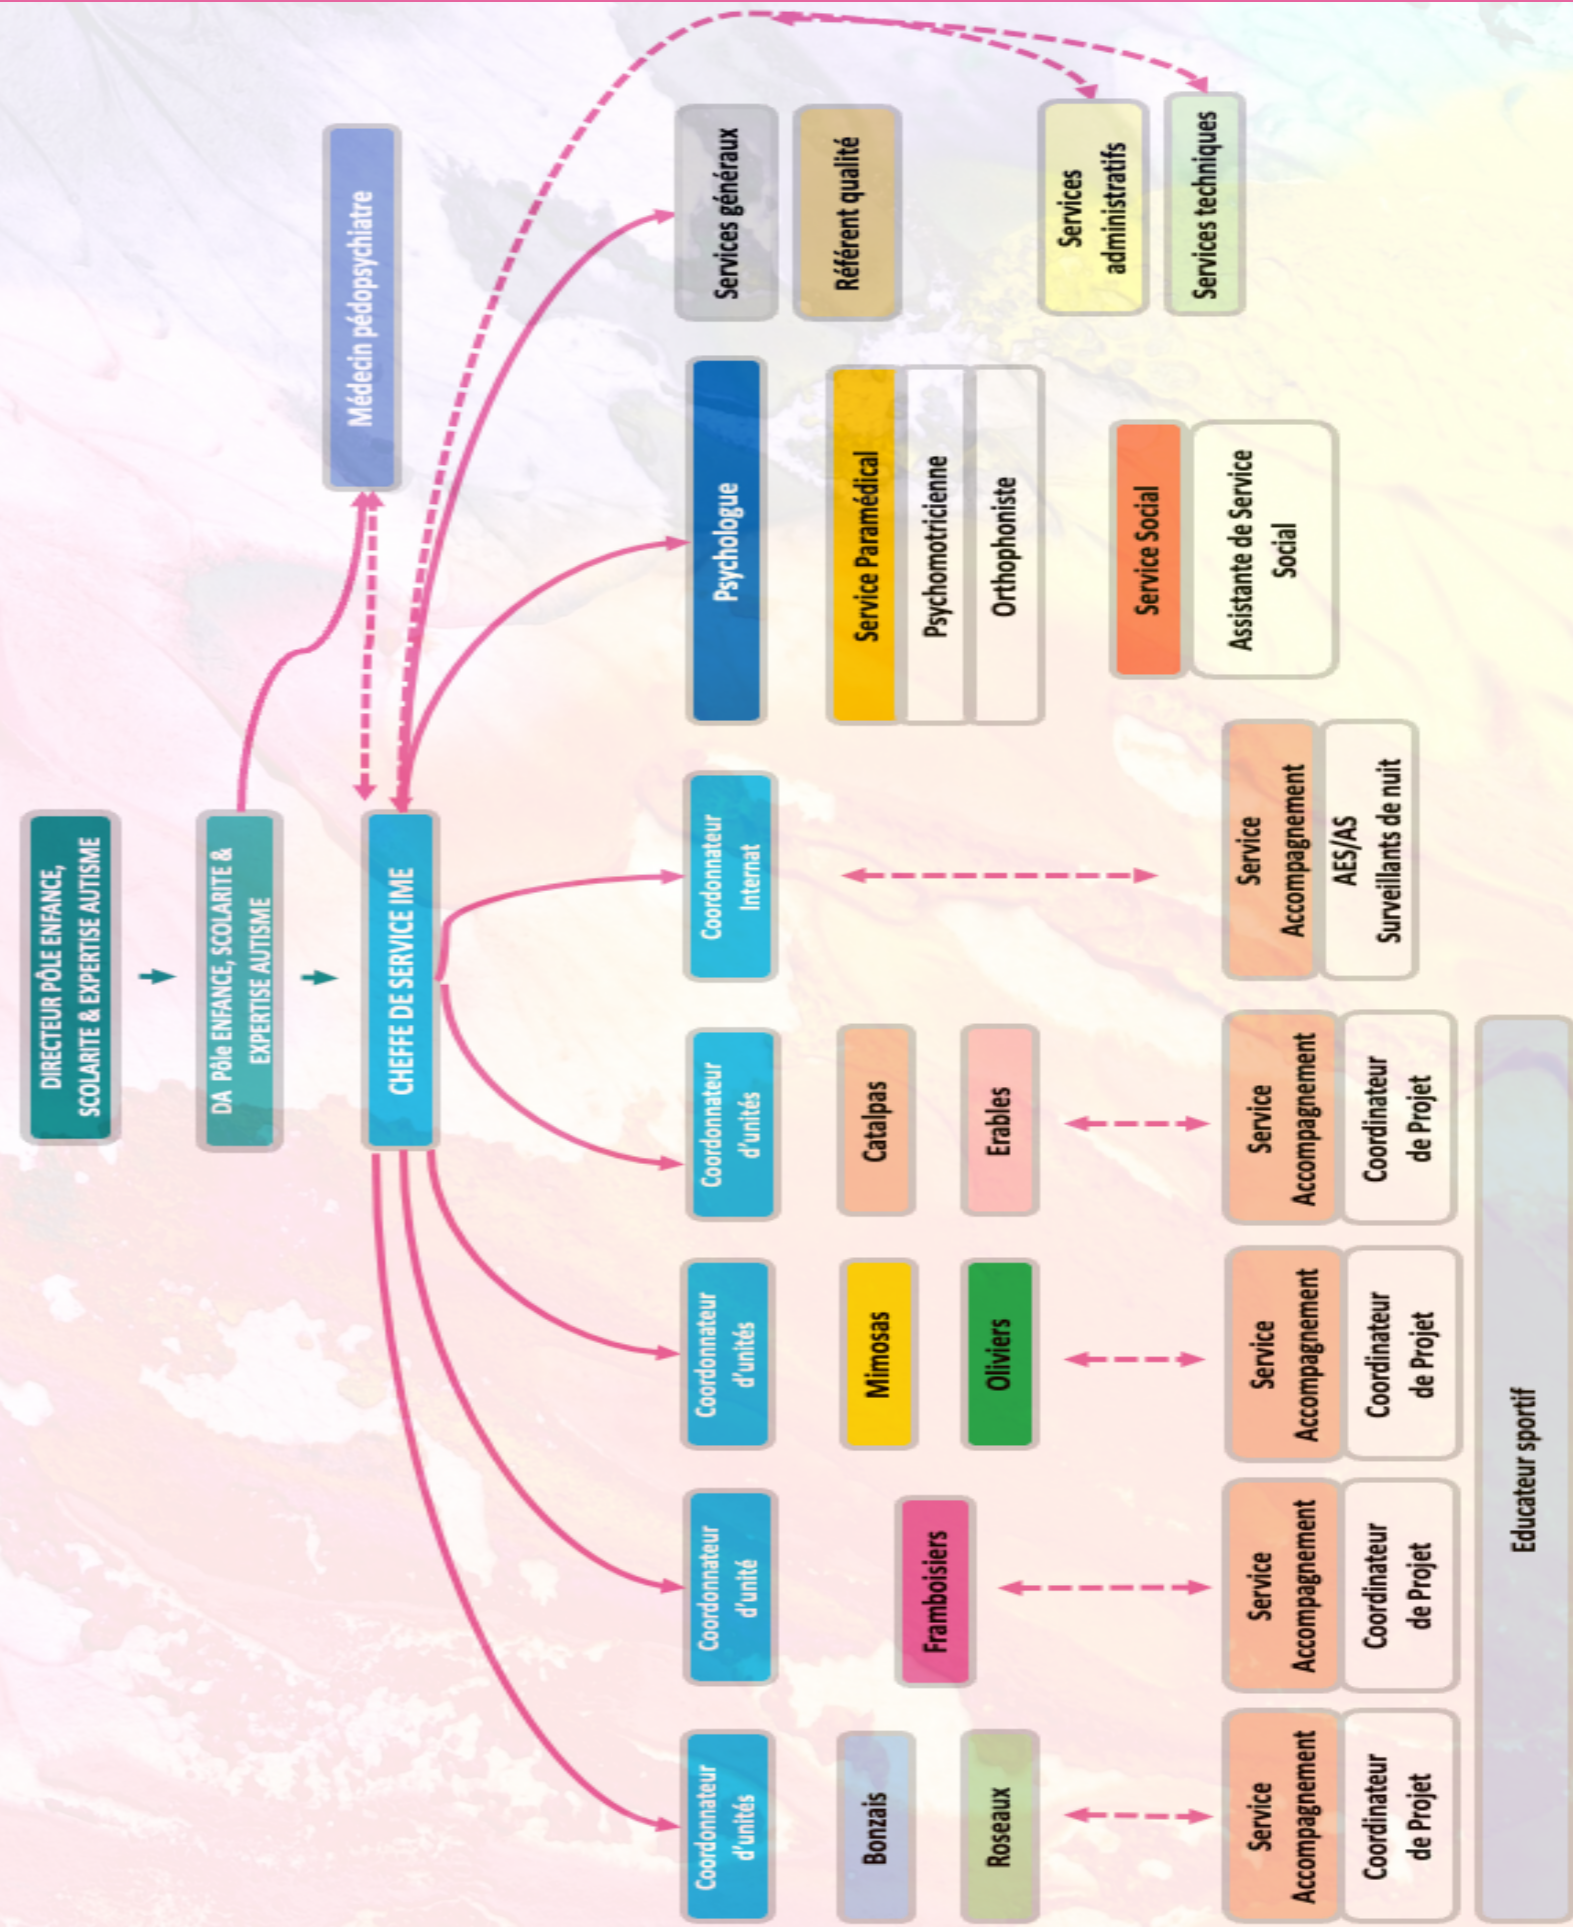 DIRECTEUR PÔLE ENFANCE,
SCOLARITE & EXPERTISE AUTISME
DA Pôle ENFANCE, SCOLARITE &
EXPERTISE AUTISME
Médecin pédopsychiatre
CHEFFE DE SERVICE IME
Coordonnateur
d'unités
Coordonnateur
d'unité
Coordonnateur
d'unités
Coordonnateur
d'unités
Coordonnateur
Internat
Psychologue
Services généraux
Bonzais
Roseaux
Framboisiers
Mimosas
Oliviers
Catalpas
Erables
Service Paramédical
Psychomotricienne
Orthophoniste
Référent qualité
Services
administratifs
Services techniques
Service Social
Assistante de Service
Social
Service
Accompagnement
Coordinateur
de Projet
Service
Accompagnement
Coordinateur
de Projet
Service
Accompagnement
Coordinateur
de Projet
Service
Accompagnement
Coordinateur
de Projet
Service
Accompagnement
AES/AS
Surveillants de nuit
Educateur sportif